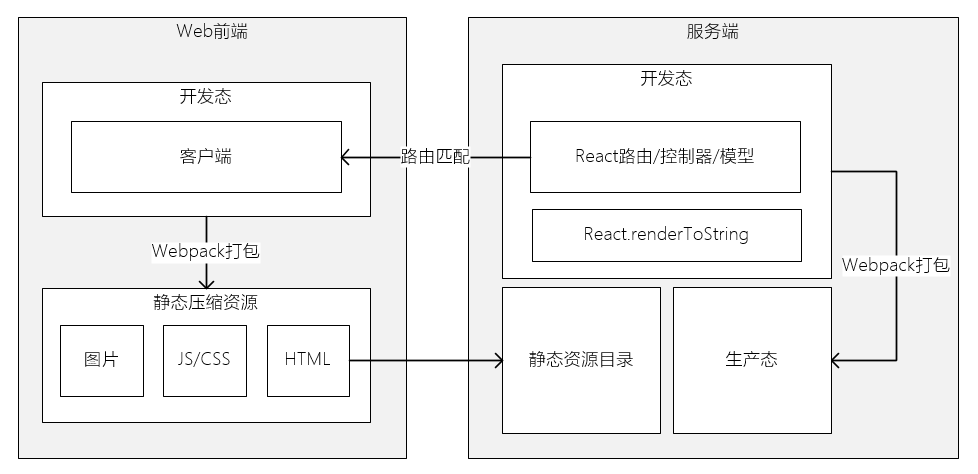 Web前端
开发态
客户端
Webpack打包
静态压缩资源
图片
JS/CSS
HTML
路由匹配
服务端
开发态
React路由/控制器/模型
React.renderToString
Webpack打包
静态资源目录
生产态